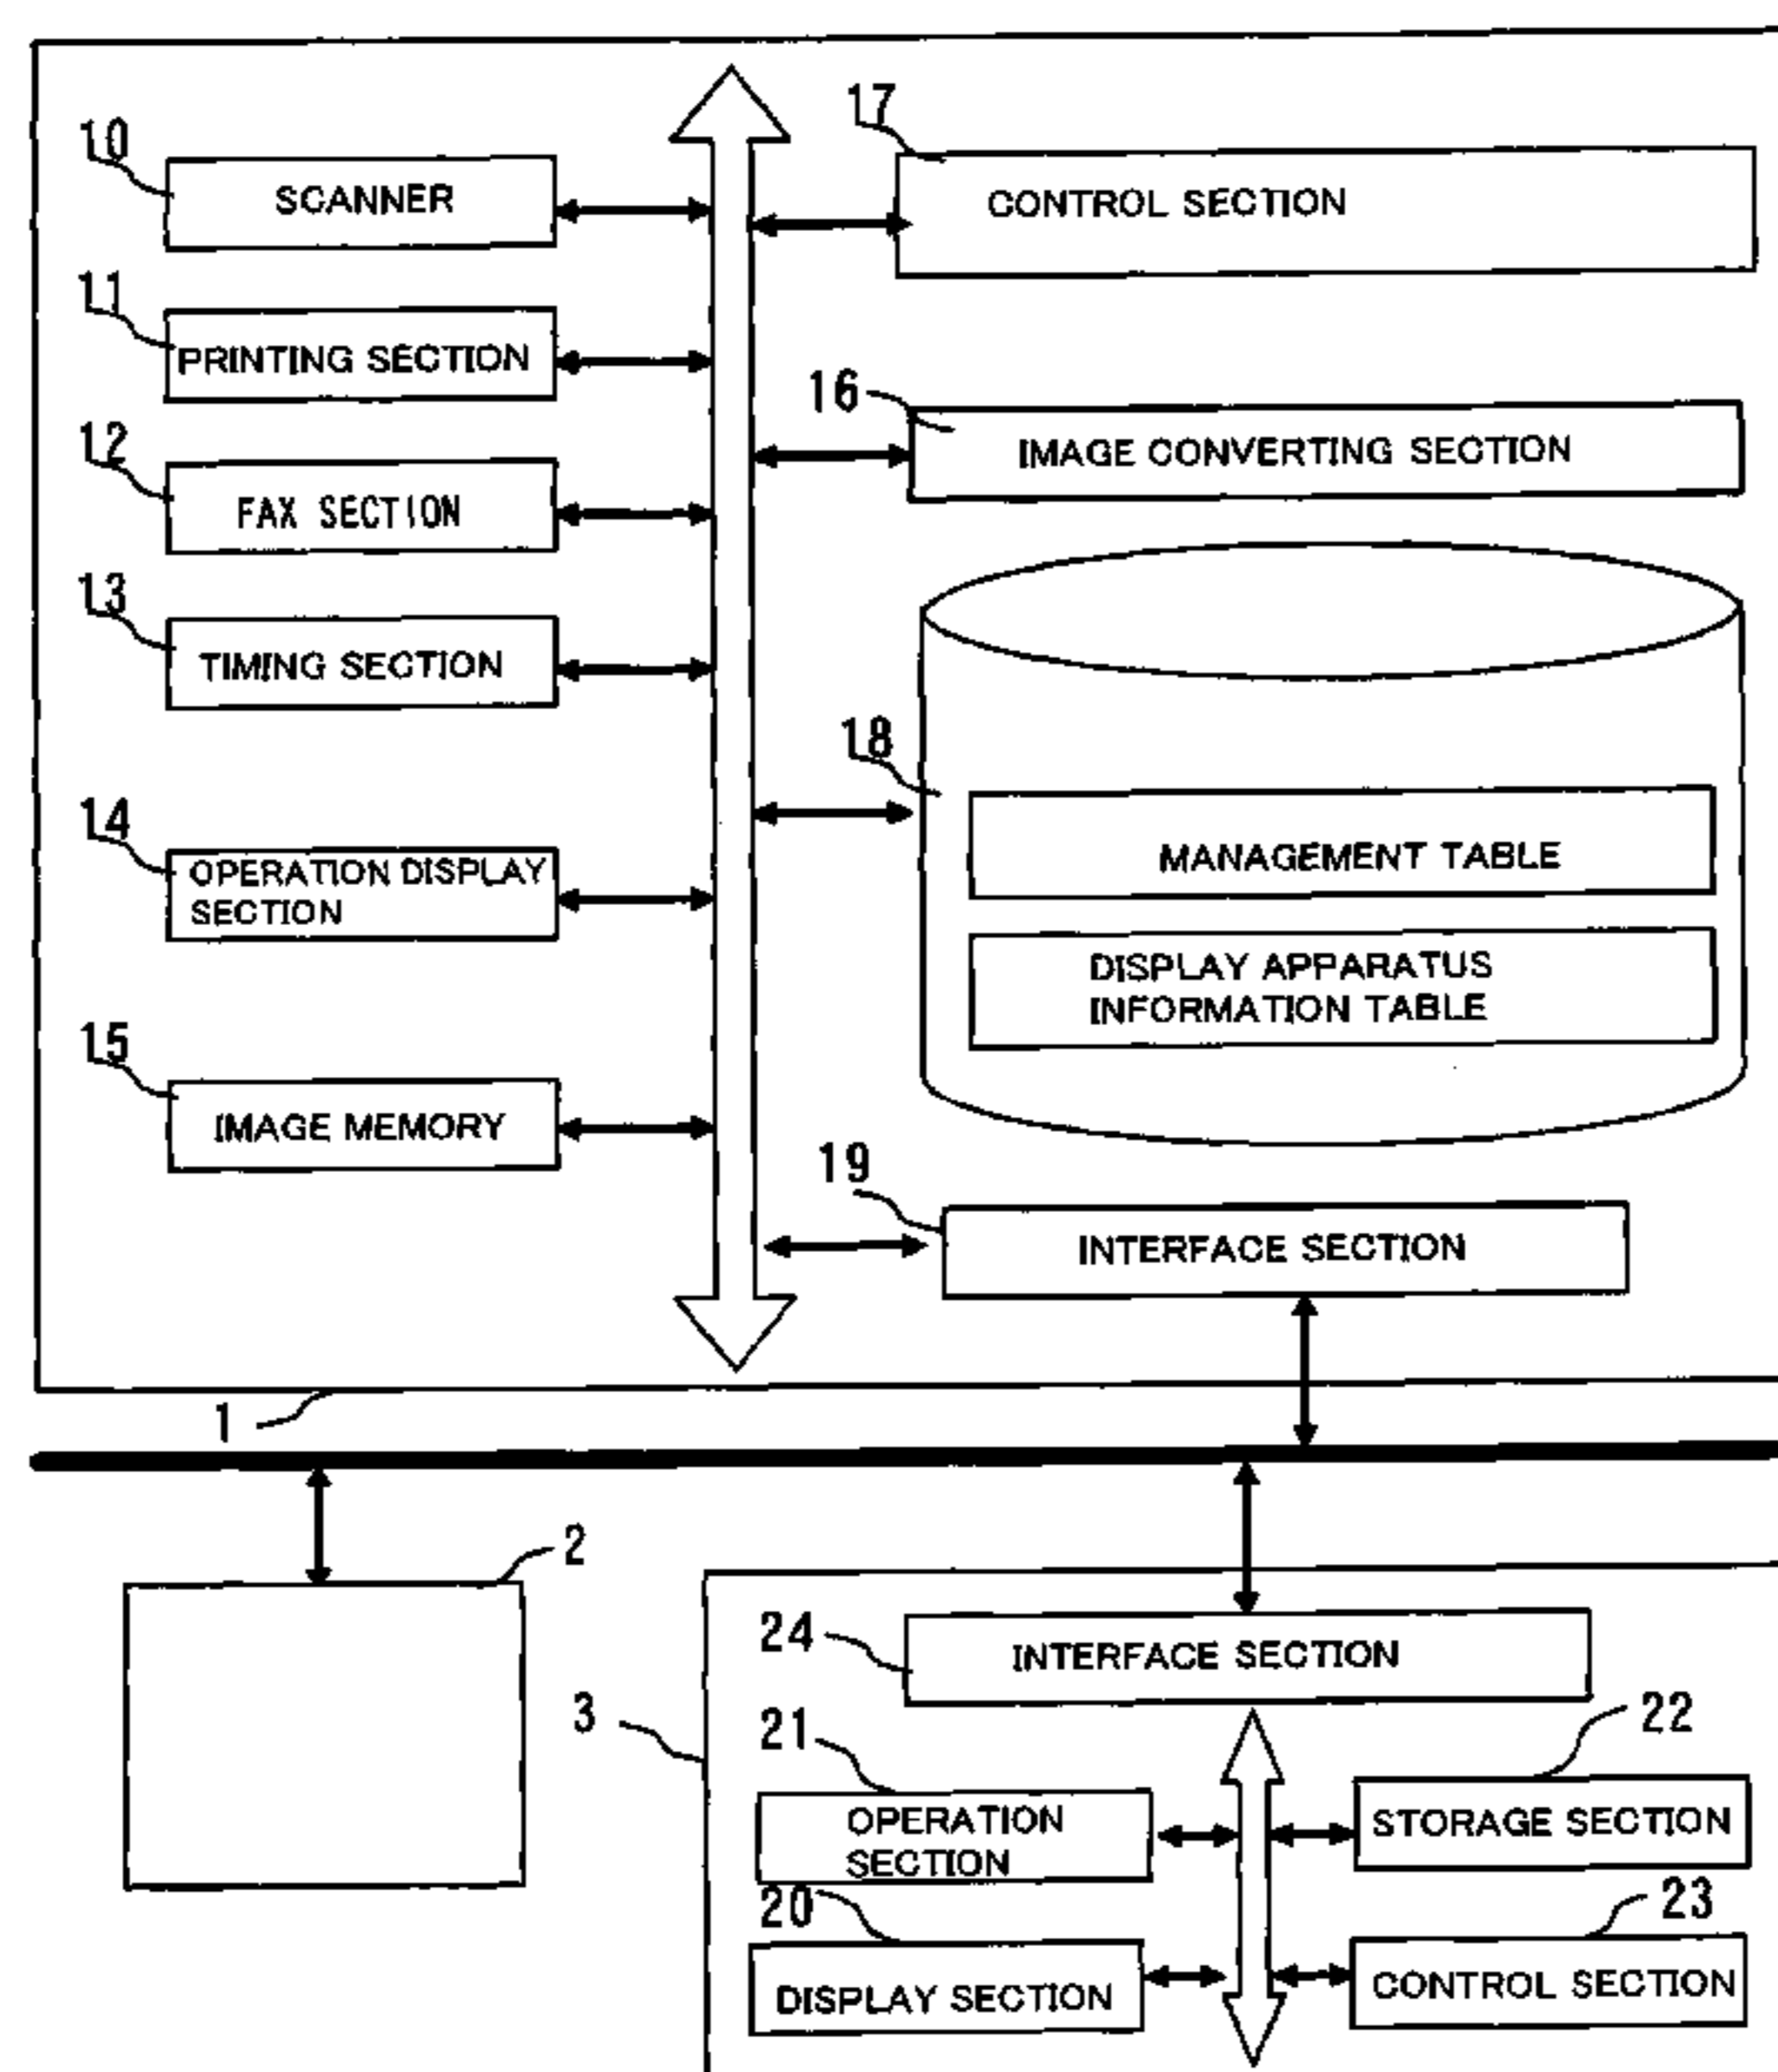 10
SCANNER
17
CONTROL SECTION
11
PRINTING SECTION
16
IMAGE CONVERTING SECTION
12
FAX SECTION
13
TIMING SECTION
18
MANAGEMENT TABLE
14
OPERATION DISPLAY
SECTION
DISPLAY APPARATUS
INFORMATION TABLE
15
IMAGE MEMORY
19
INTERFACE SECTION
1
2
24
INTERFACE SECTION
3
21
OPERATION
SECTION
22
STORAGE SECTION
20
DISPLAY SECTION
23
CONTROL SECTION